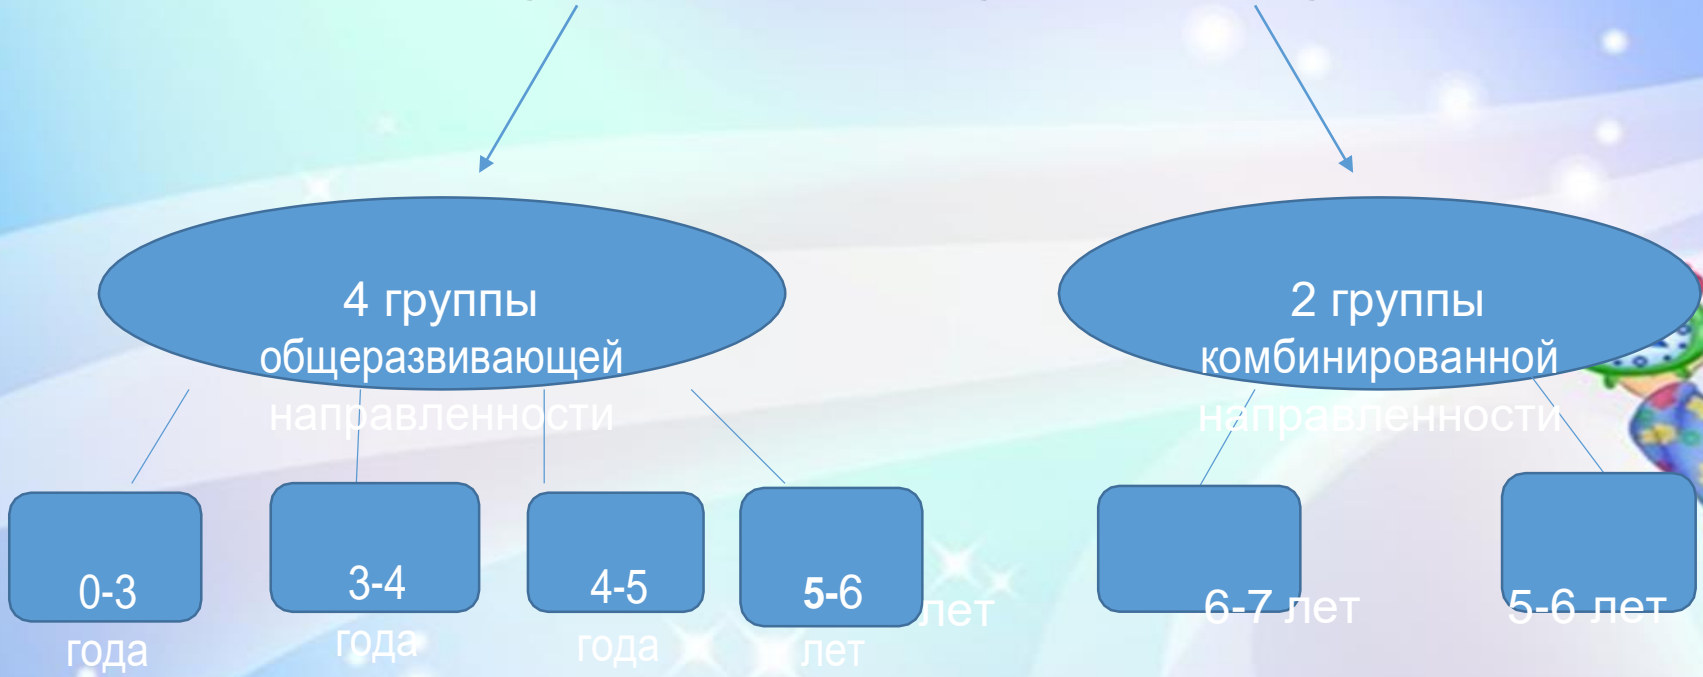 4 группы
общеразвивающей
направленности
2 группы
комбинированной
направленности
0-3
года
3-4
года
4-5
года
5-6
лет
лет
6-7 лет
5-6 лет